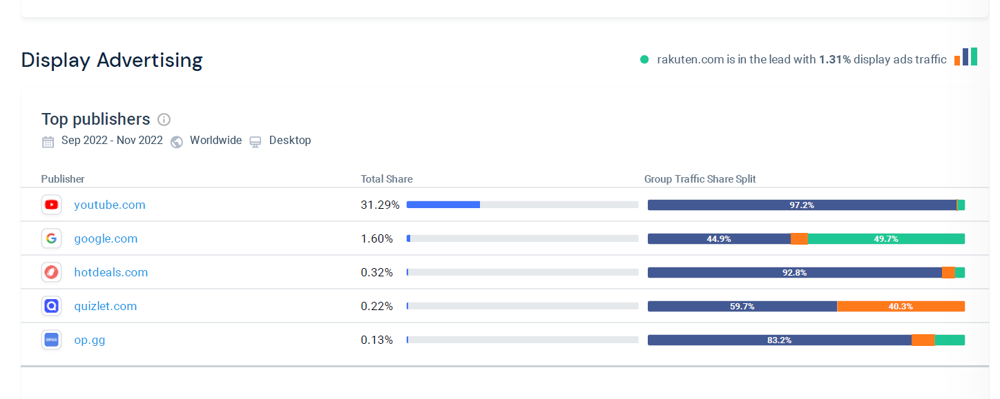 Display Advertising
rakuten.com is in the lead with 1.31% display ads traffic
Top publishers
Sep 2022 - Nov 2022 Worldwide Desktop
Publisher Total Share Group Traffic Share Split
youtube.com 31.29% 97.2%
google.com 1.60% 44.9% 49.7%
hotdeals.com 0.32% 92.8%
quizlet.com 0.22% 59.7% 40.3%
op.gg 0.13% 83.2%